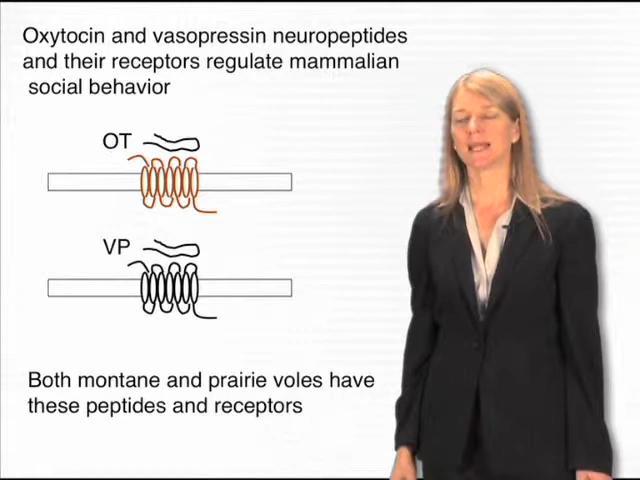 Oxytocin and vasopressin neuropeptides
and their receptors regulate mammalian
social behavior
OT
VP
Both montane and prairie voles have
these peptides and receptors